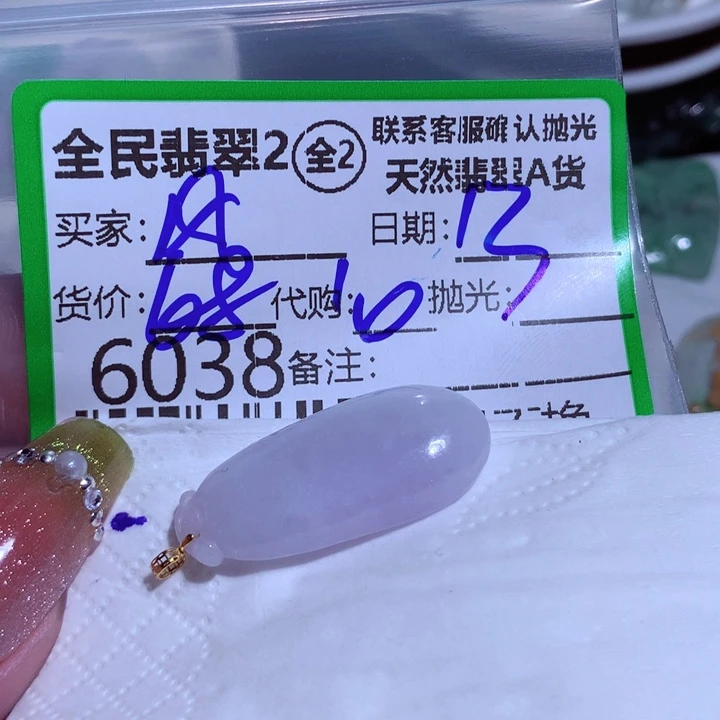 全民翡翠2 全2 联系客服确认抛光
天然翡翠A货
买家: 日期: 13
货价: 68 代购: 10 抛光:
6038 备注: